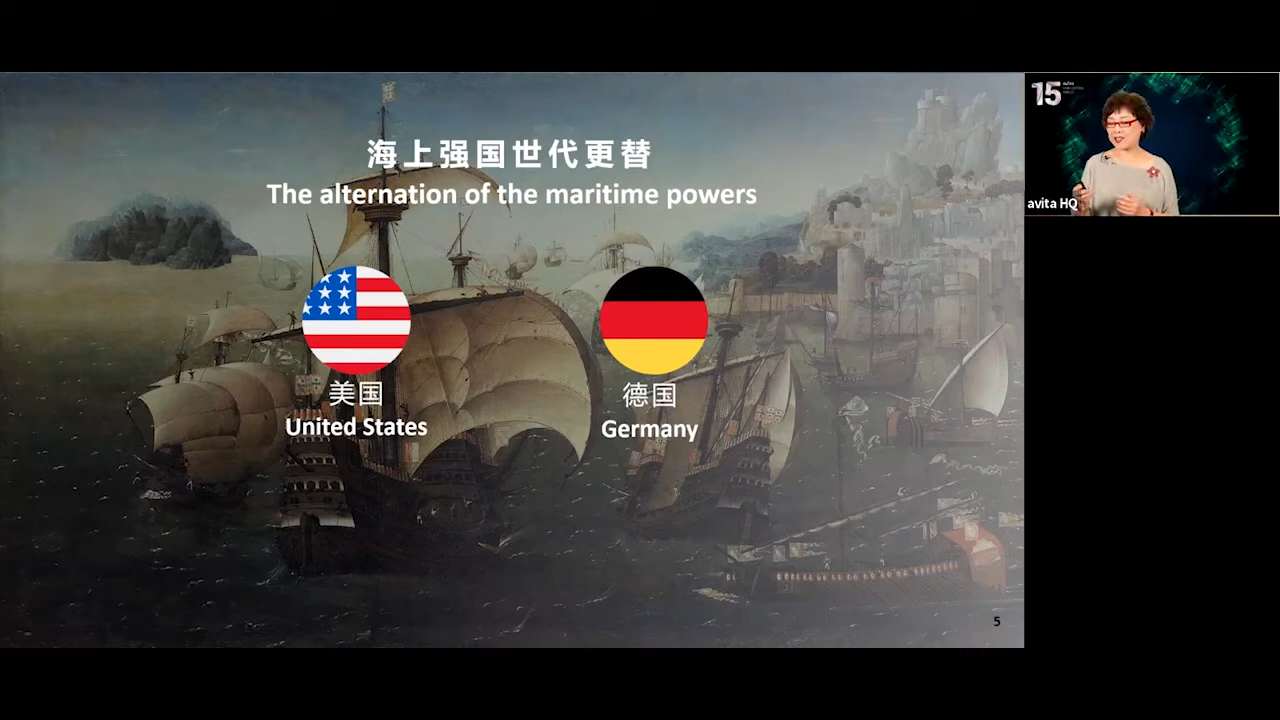 海上强国世代更替
The alternation of the maritime powers
美国
United States
德国
Germany
5
15
avita HQ